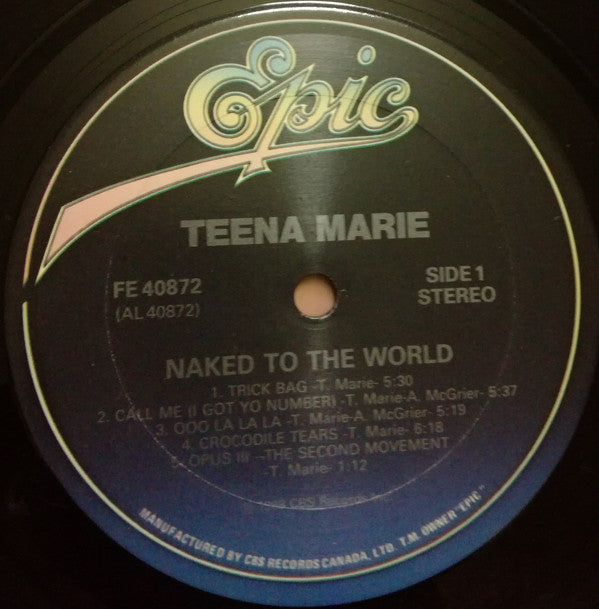 Epic
TEENA MARIE
FE 40872
(AL 40872)
SIDE 1
STEREO
NAKED TO THE WORLD
1. TRICK BAG -T. Marie- 5:30
2. CALL ME (I GOT YO NUMBER) -T. Marie-A. McGrier- 5:37
3. OOO LA LA LA -T. Marie-A. McGrier- 5:19
4. CROCODILE TEARS -T. Marie- 6:18
5. OPUS III --THE SECOND MOVEMENT
-T. Marie- 1:12
CBS Records
MANUFACTURED BY CBS RECORDS CANADA, LTD. T.M. OWNER "EPIC"